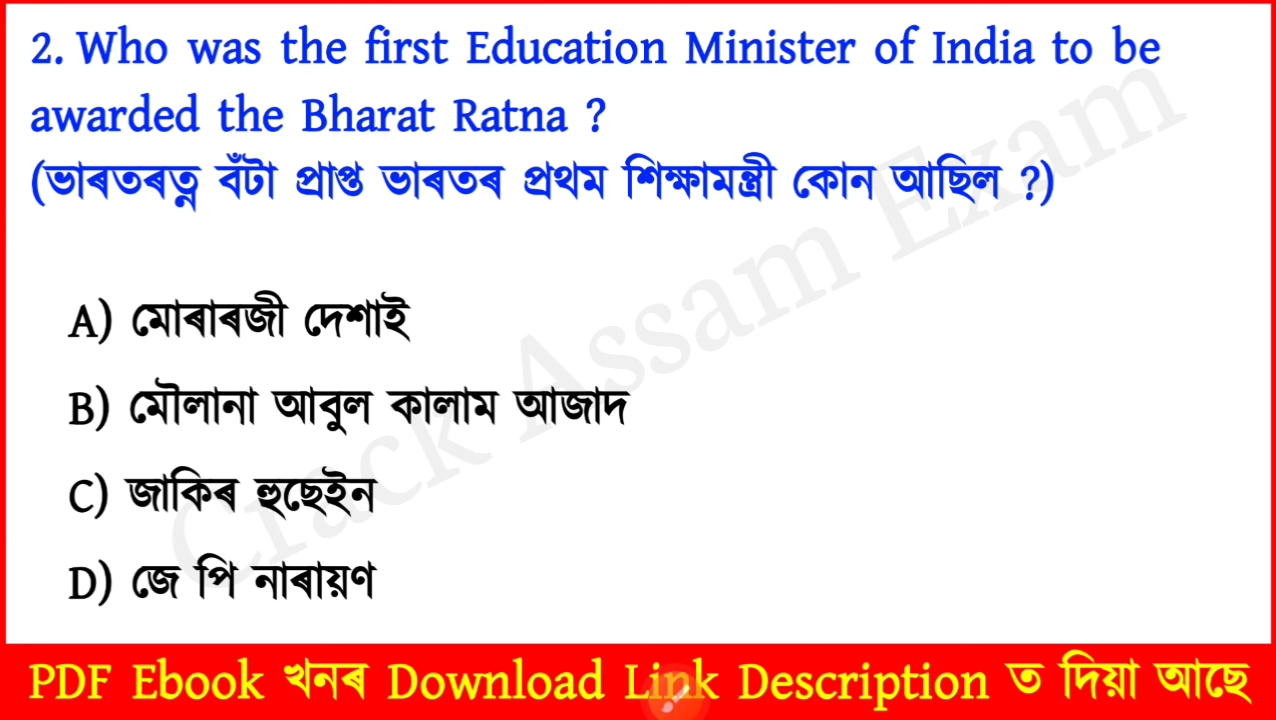 2. Who was the first Education Minister of India to be
awarded the Bharat Ratna ?
(ভাৰতৰত্ন বঁটা প্ৰাপ্ত ভাৰতৰ প্ৰথম শিক্ষামন্ত্ৰী কোন আছিল ?)
A) মোৰাৰজী দেশাই
B) মৌলানা আবুল কালাম আজাদ
C) জাকিৰ হুছেইন
D) জে পি নাৰায়ণ
Crack Assam Exam
PDF Ebook খনৰ Download Link Description ত দিয়া আছে